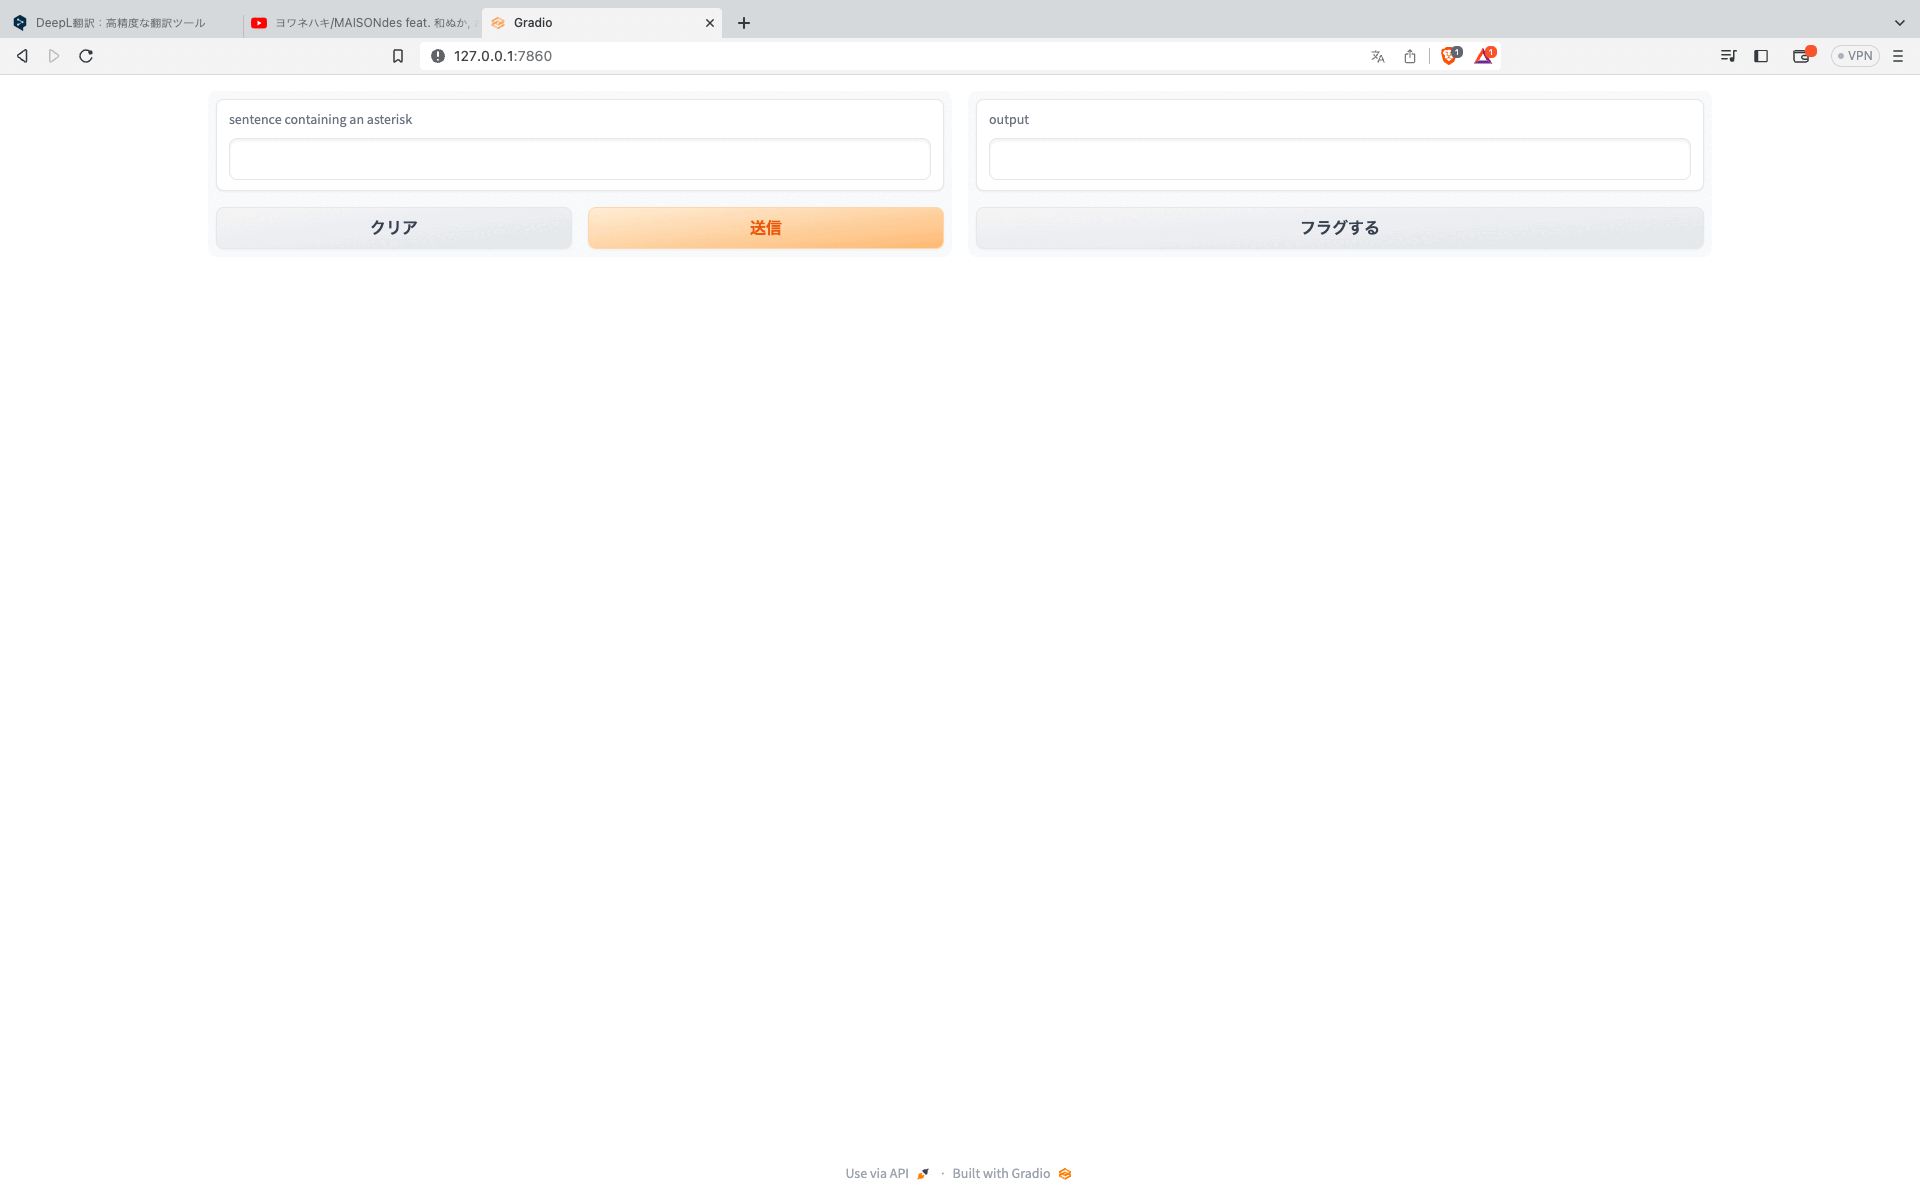 DeepL翻訳：高精度な翻訳ツール
ヨワネハキ/MAISONdes feat. 和ぬか,
Gradio
127.0.0.1:7860
1
1
VPN
sentence containing an asterisk
output
クリア
送信
フラグする
Use via API · Built with Gradio